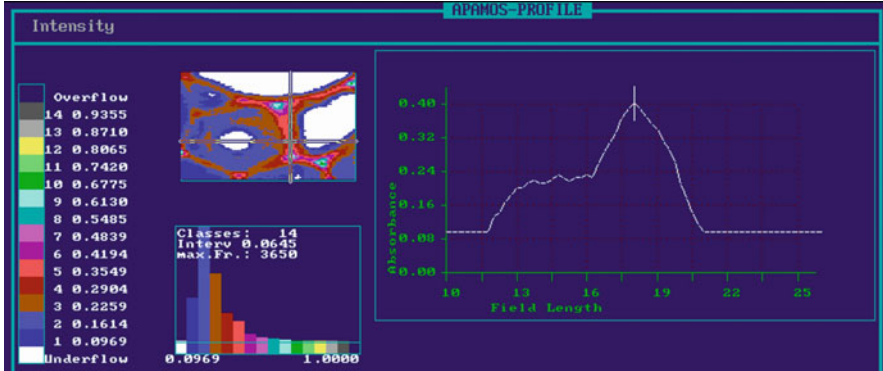 APAMOS-PROFILE
Intensity
Overflow
14 0.9355
13 0.8710
12 0.8065
11 0.7420
10 0.6775
9 0.6130
8 0.5485
7 0.4839
6 0.4194
5 0.3549
4 0.2904
3 0.2259
2 0.1614
1 0.0969
Underflow
Classes: 14
Interv 0.0645
max.Fr.: 3650
0.0969 1.0000
Absorbance
0.40
0.32
0.24
0.16
0.08
0.00
10 13 16 19 22 25
Field Length